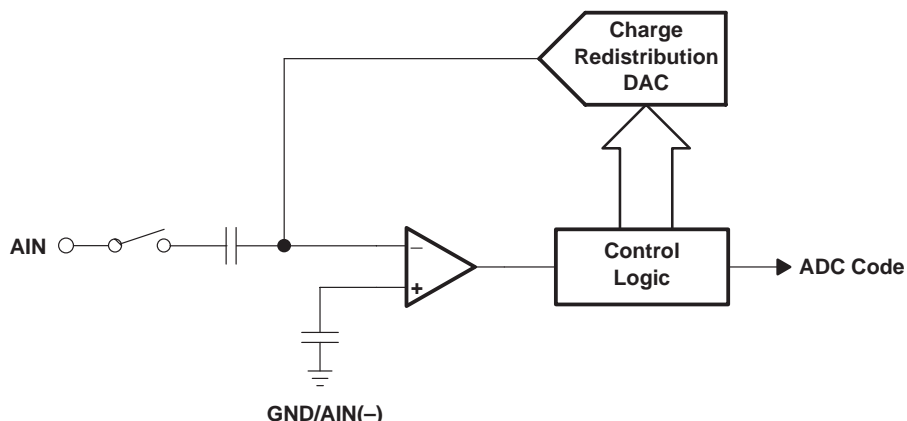 Charge
Redistribution
DAC
AIN
−
+
Control
Logic
ADC Code
GND/AIN(–)